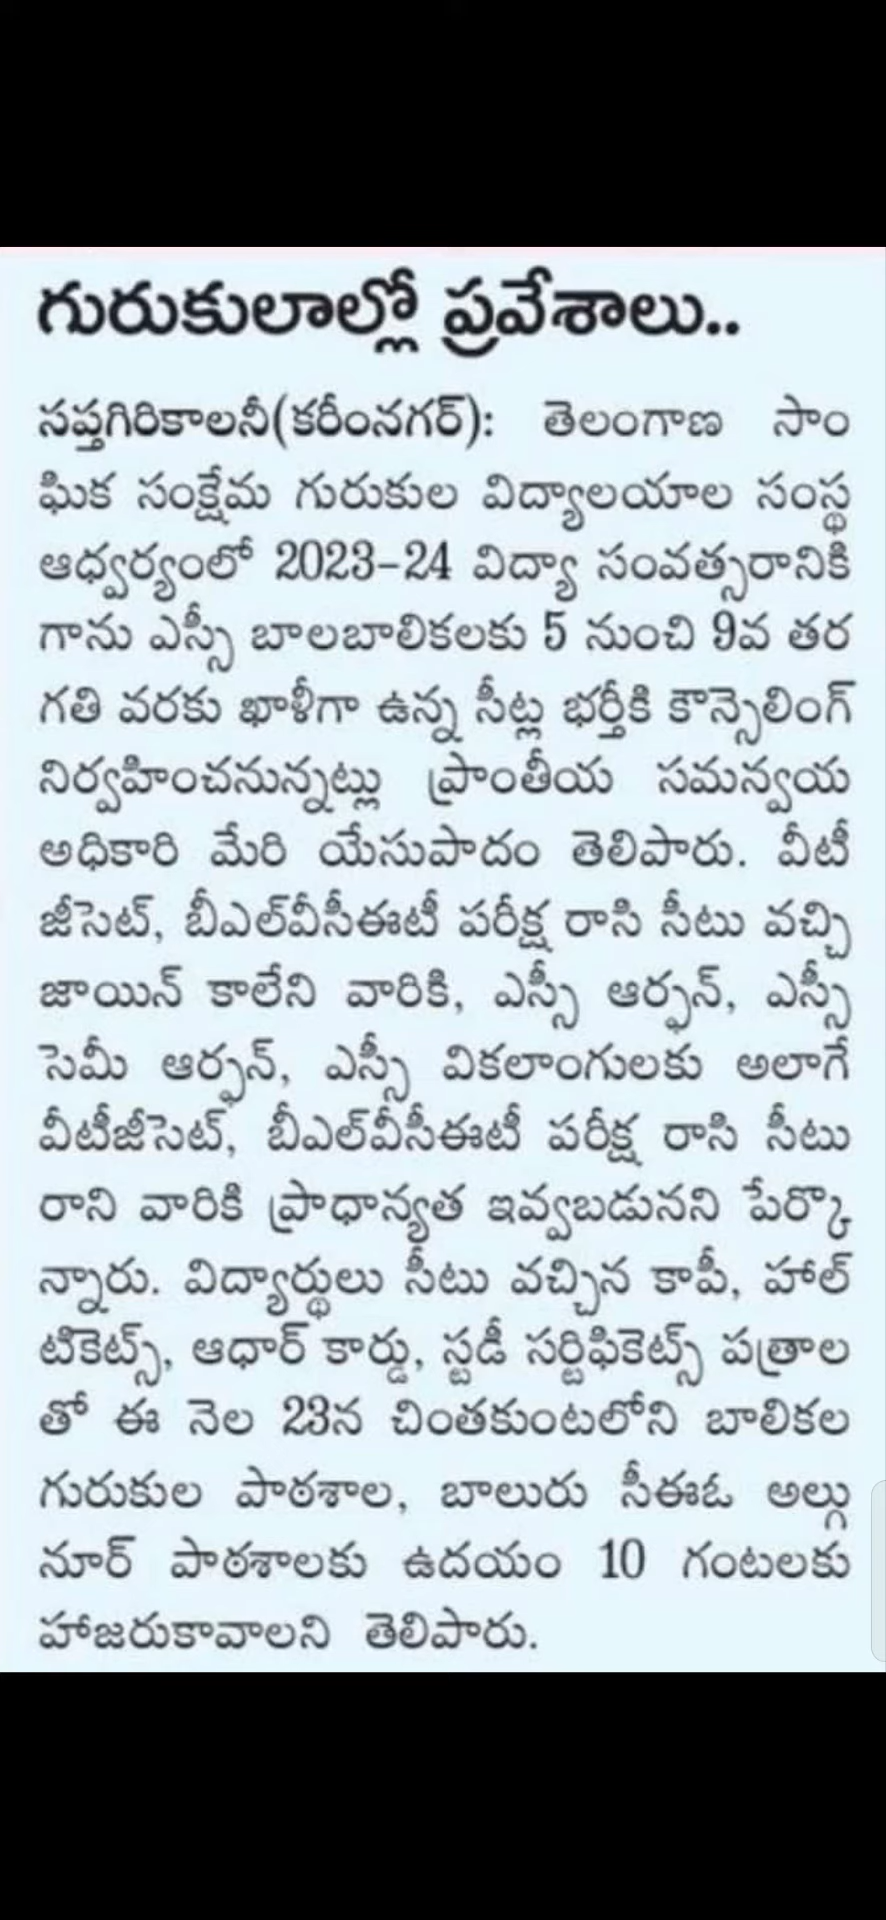 గురుకులాల్లో ప్రవేశాలు..
సప్తగిరికాలనీ(కరీంనగర్): తెలంగాణ సాం
ఘిక సంక్షేమ గురుకుల విద్యాలయాల సంస్థ
ఆధ్వర్యంలో 2023-24 విద్యా సంవత్సరానికి
గాను ఎస్సీ బాలబాలికలకు 5 నుంచి 9వ తర
గతి వరకు ఖాళీగా ఉన్న సీట్ల భర్తీకి కౌన్సెలింగ్
నిర్వహించనున్నట్లు ప్రాంతీయ సమన్వయ
అధికారి మేరి యేసుపాదం తెలిపారు. వీటీ
జీసెట్, బీఎల్‌వీసీఈటీ పరీక్ష రాసి సీటు వచ్చి
జాయిన్ కాలేని వారికి, ఎస్సీ ఆర్ఫన్, ఎస్సీ
సెమీ ఆర్ఫన్, ఎస్సీ వికలాంగులకు అలాగే
వీటీజీసెట్, బీఎల్‌వీసీఈటీ పరీక్ష రాసి సీటు
రాని వారికి ప్రాధాన్యత ఇవ్వబడునని పేర్కొ
న్నారు. విద్యార్థులు సీటు వచ్చిన కాపీ, హాల్
టికెట్స్, ఆధార్ కార్డు, స్టడీ సర్టిఫికెట్స్ పత్రాల
తో ఈ నెల 23న చింతకుంటలోని బాలికల
గురుకుల పాఠశాల, బాలురు సీఈఓ అల్గు
నూర్ పాఠశాలకు ఉదయం 10 గంటలకు
హాజరుకావాలని తెలిపారు.